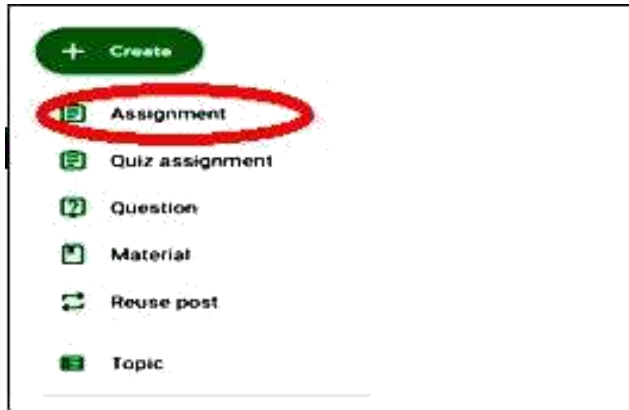 + Create
Assignment
Quiz assignment
Question
Material
Reuse post
Topic